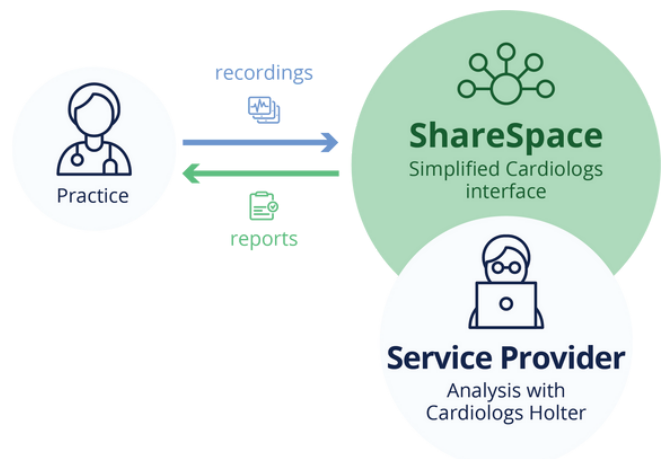 recordings
Practice
reports
ShareSpace
Simplified Cardiologs
interface
Service Provider
Analysis with
Cardiologs Holter